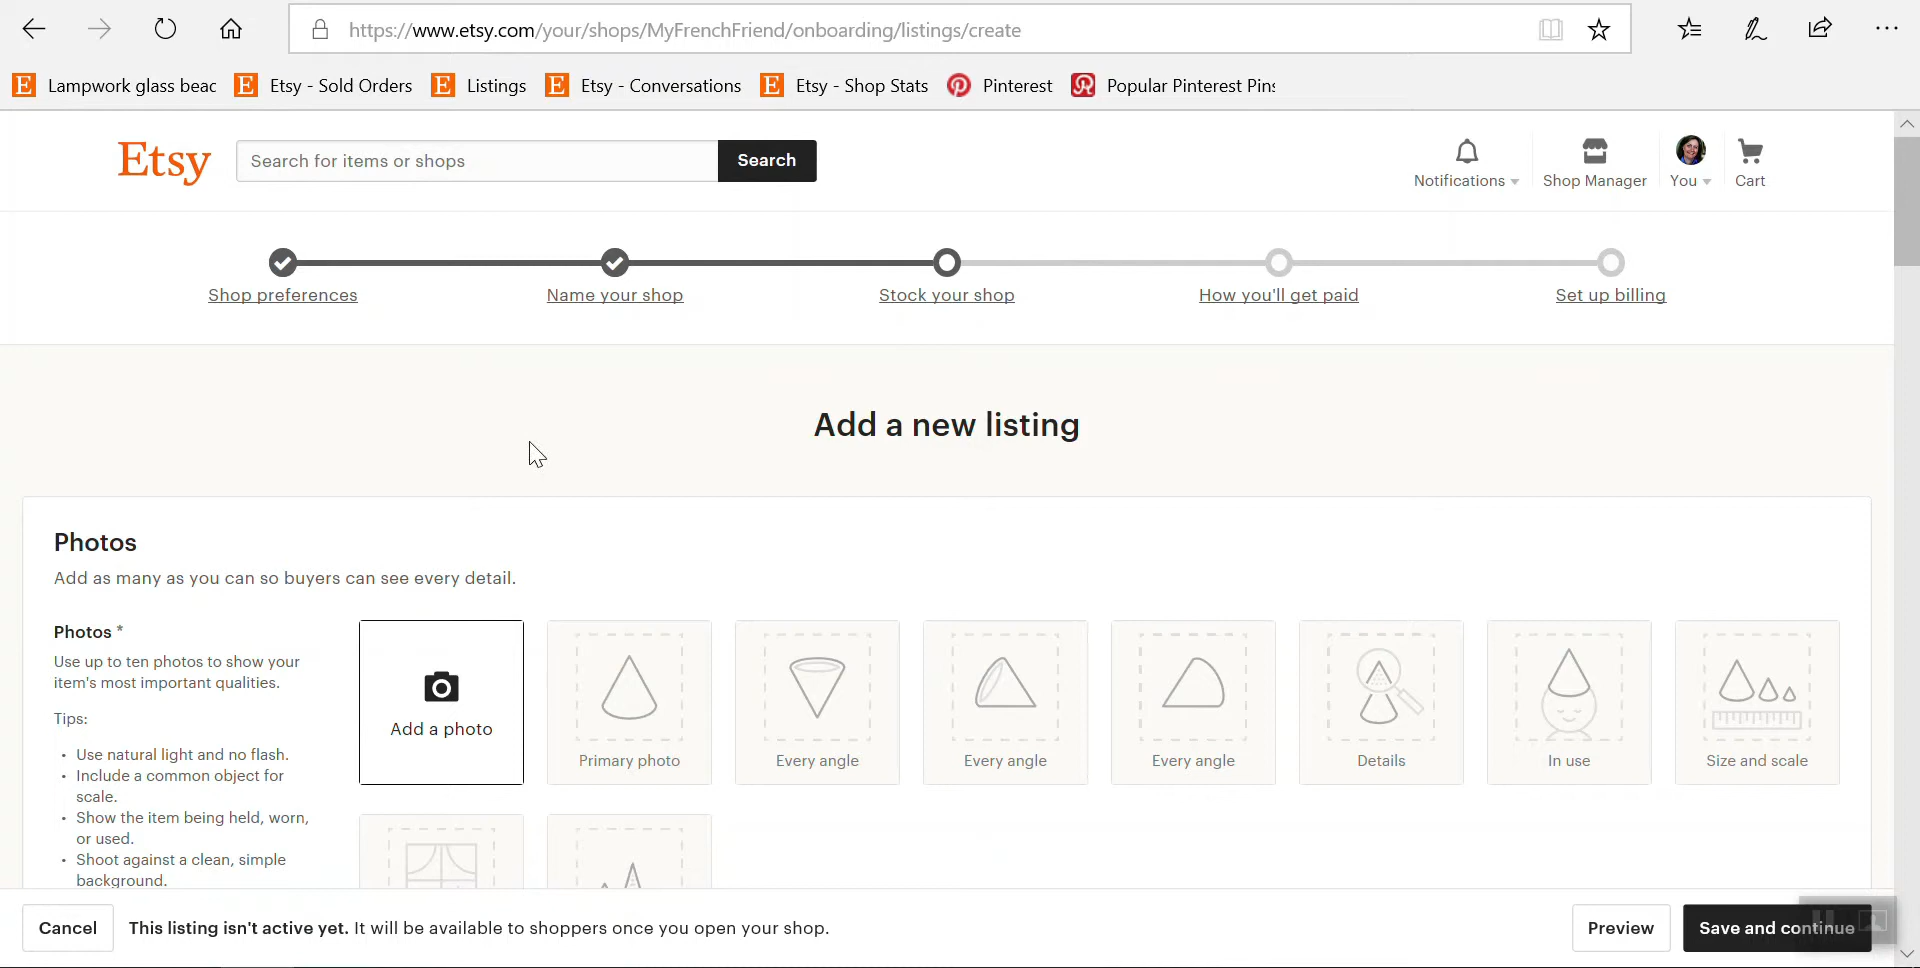 https://www.etsy.com/your/shops/MyFrenchFriend/onboarding/listings/create
Lampwork glass beac Etsy - Sold Orders Listings Etsy - Conversations Etsy - Shop Stats Pinterest Popular Pinterest Pins
Etsy Search for items or shops Search Notifications Shop Manager You Cart
Shop preferences Name your shop Stock your shop How you'll get paid Set up billing
Add a new listing
Photos
Add as many as you can so buyers can see every detail.
Photos *
Use up to ten photos to show your
item's most important qualities.
Tips:
• Use natural light and no flash.
• Include a common object for
scale.
• Show the item being held, worn,
or used.
• Shoot against a clean, simple
background.
Add a photo
Primary photo Every angle Every angle Every angle Details In use Size and scale
Cancel This listing isn't active yet. It will be available to shoppers once you open your shop. Preview Save and continue